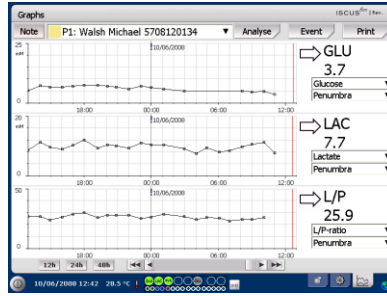 Graphs ISCUS
Note P1: Walsh Michael 5708120134 Analyse Event Print
25
mM
10/06/2008
0
18:00 00:00 06:00 12:00
GLU
3.7
Glucose
Penumbra
25
mM
10/06/2008
0
18:00 00:00 06:00 12:00
LAC
7.7
Lactate
Penumbra
50
10/06/2008
0
18:00 00:00 06:00 12:00
L/P
25.9
L/P-ratio
Penumbra
12h 24h 48h
10/06/2008 12:42 20.5 °C